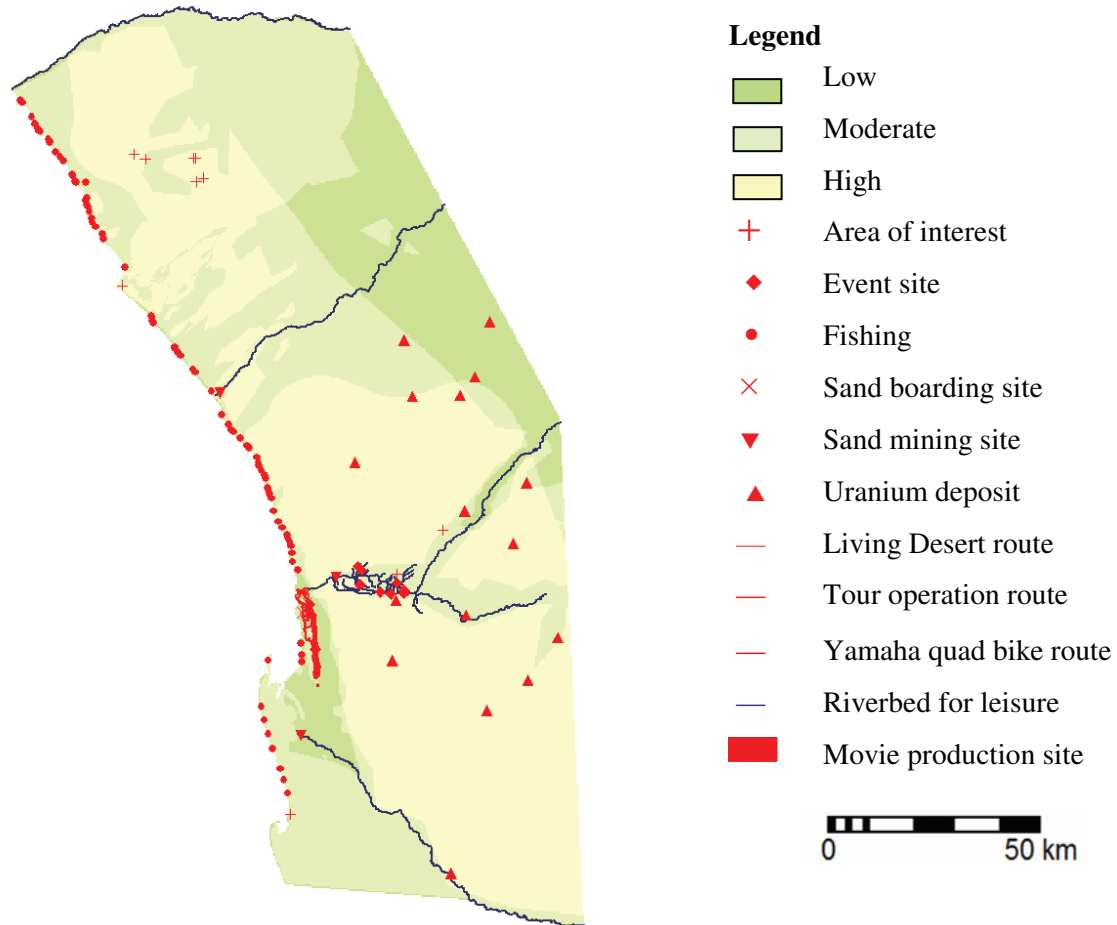 Legend
Low
Moderate
High
Area of interest
Event site
Fishing
Sand boarding site
Sand mining site
Uranium deposit
Living Desert route
Tour operation route
Yamaha quad bike route
Riverbed for leisure
Movie production site
0 50 km